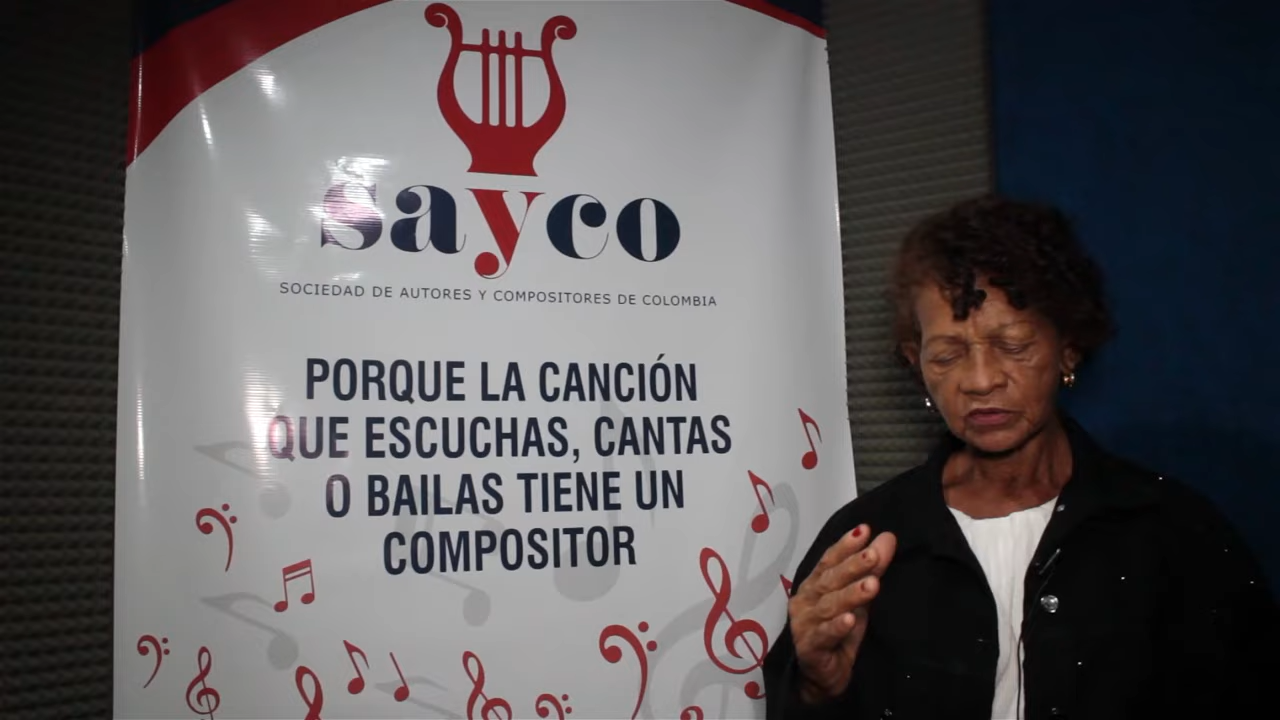 sayco
SOCIEDAD DE AUTORES Y COMPOSITORES DE COLOMBIA
PORQUE LA CANCIÓN
QUE ESCUCHAS, CANTAS
O BAILAS TIENE UN
COMPOSITOR